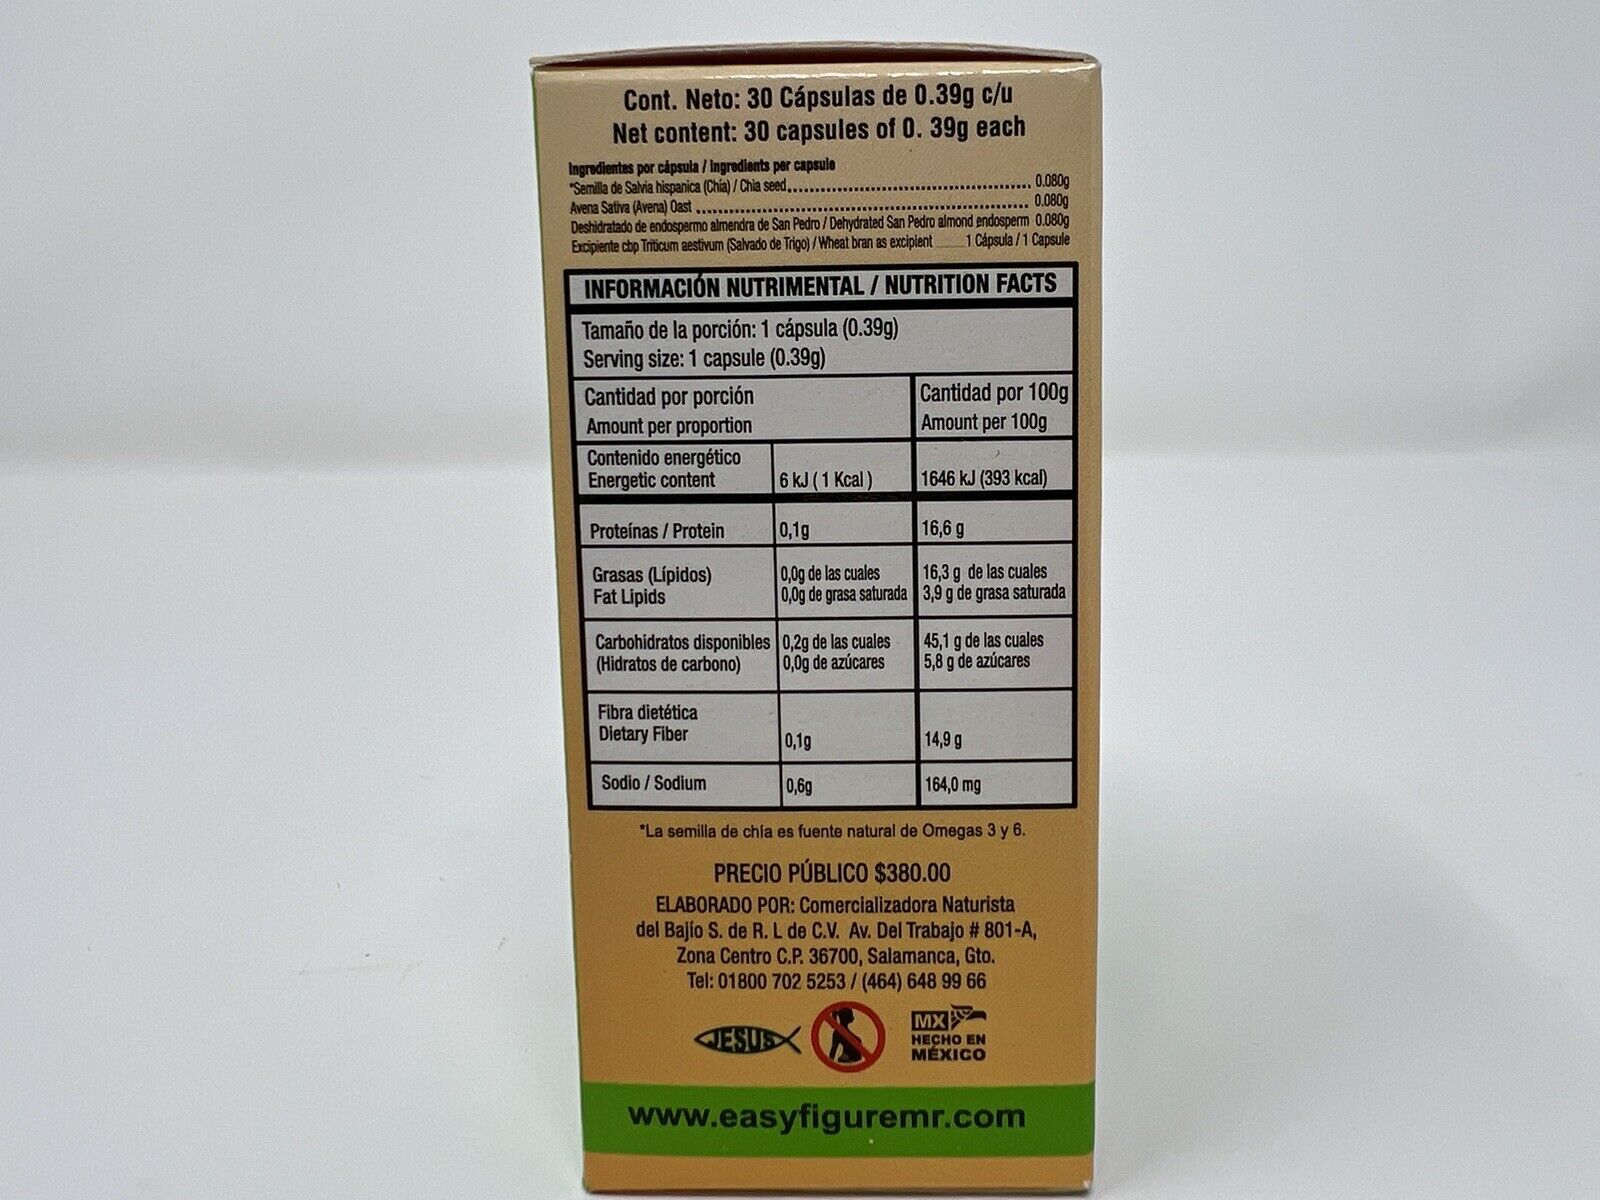 Cont. Neto: 30 Cápsulas de 0.39g c/u
Net content: 30 capsules of 0. 39g each
Ingredientes por cápsula / Ingredients per capsule
*Semilla de Salvia hispanica (Chía) / Chia seed.......................................... 0.080g
Avena Sativa (Avena) Oast .......................................................... 0.080g
Deshidratado de endospermo almendra de San Pedro / Dehydrated San Pedro almond endosperm 0.080g
Excipiente cbp Triticum aestivum (Salvado de Trigo) / Wheat bran as excipient ____ 1 Cápsula / 1 Capsule
INFORMACIÓN NUTRIMENTAL / NUTRITION FACTS
Tamaño de la porción: 1 cápsula (0.39g)
Serving size: 1 capsule (0.39g)
Cantidad por porción Cantidad por 100g
Amount per proportion Amount per 100g
Contenido energético
Energetic content 6 kJ ( 1 Kcal ) 1646 kJ (393 kcal)
Proteínas / Protein 0,1g 16,6 g
Grasas (Lípidos) 0,0g de las cuales 16,3 g de las cuales
Fat Lipids 0,0g de grasa saturada 3,9 g de grasa saturada
Carbohidratos disponibles 0,2g de las cuales 45,1 g de las cuales
(Hidratos de carbono) 0,0g de azúcares 5,8 g de azúcares
Fibra dietética
Dietary Fiber 0,1g 14,9 g
Sodio / Sodium 0,6g 164,0 mg
*La semilla de chía es fuente natural de Omegas 3 y 6.
PRECIO PÚBLICO $380.00
ELABORADO POR: Comercializadora Naturista
del Bajío S. de R. L de C.V. Av. Del Trabajo # 801-A,
Zona Centro C.P. 36700, Salamanca, Gto.
Tel: 01800 702 5253 / (464) 648 99 66
JESUS
MX
HECHO EN
MÉXICO
www.easyfiguremr.com